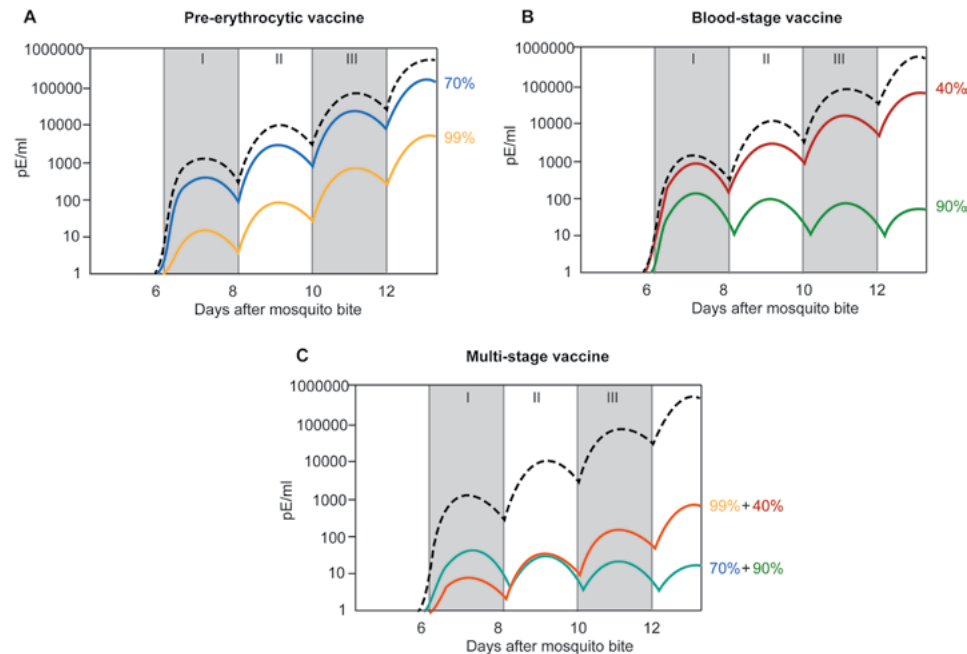 A
Pre-erythrocytic vaccine
1000000
100000
10000
1000
100
10
1
pE/ml
I
II
III
70%
99%
6
8
10
12
Days after mosquito bite
B
Blood-stage vaccine
1000000
100000
10000
1000
100
10
1
pE/ml
I
II
III
40%
90%
6
8
10
12
Days after mosquito bite
C
Multi-stage vaccine
1000000
100000
10000
1000
100
10
1
pE/ml
I
II
III
99% + 40%
70% + 90%
6
8
10
12
Days after mosquito bite